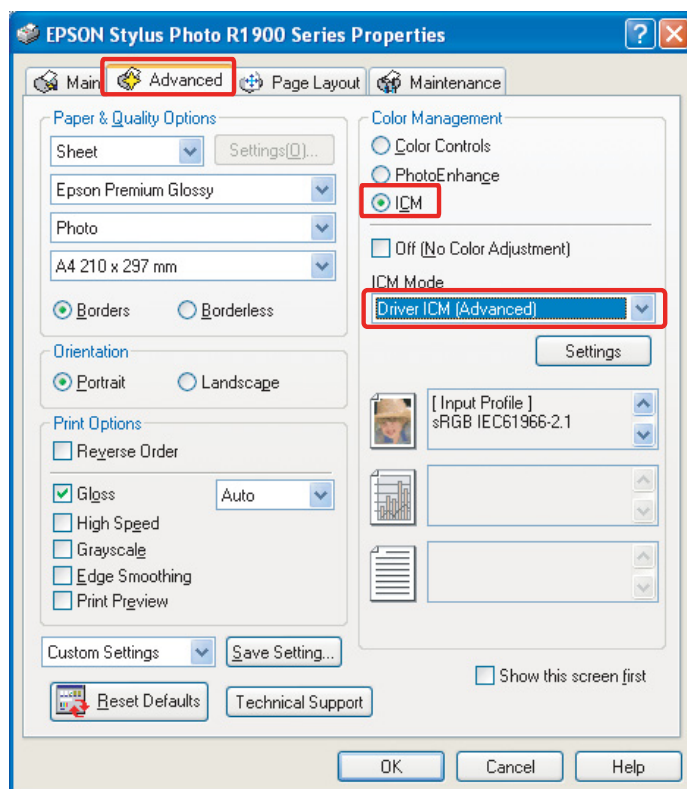 EPSON Stylus Photo R1900 Series Properties
Main
Advanced
Page Layout
Maintenance
Paper & Quality Options
Sheet
Settings(O)...
Epson Premium Glossy
Photo
A4 210 x 297 mm
Borders
Borderless
Orientation
Portrait
Landscape
Print Options
Reverse Order
Gloss
Auto
High Speed
Grayscale
Edge Smoothing
Print Preview
Custom Settings
Save Setting...
Reset Defaults
Technical Support
Color Management
Color Controls
PhotoEnhance
ICM
Off (No Color Adjustment)
ICM Mode
Driver ICM (Advanced)
Settings
[ Input Profile ]
sRGB IEC61966-2.1
Show this screen first
OK
Cancel
Help